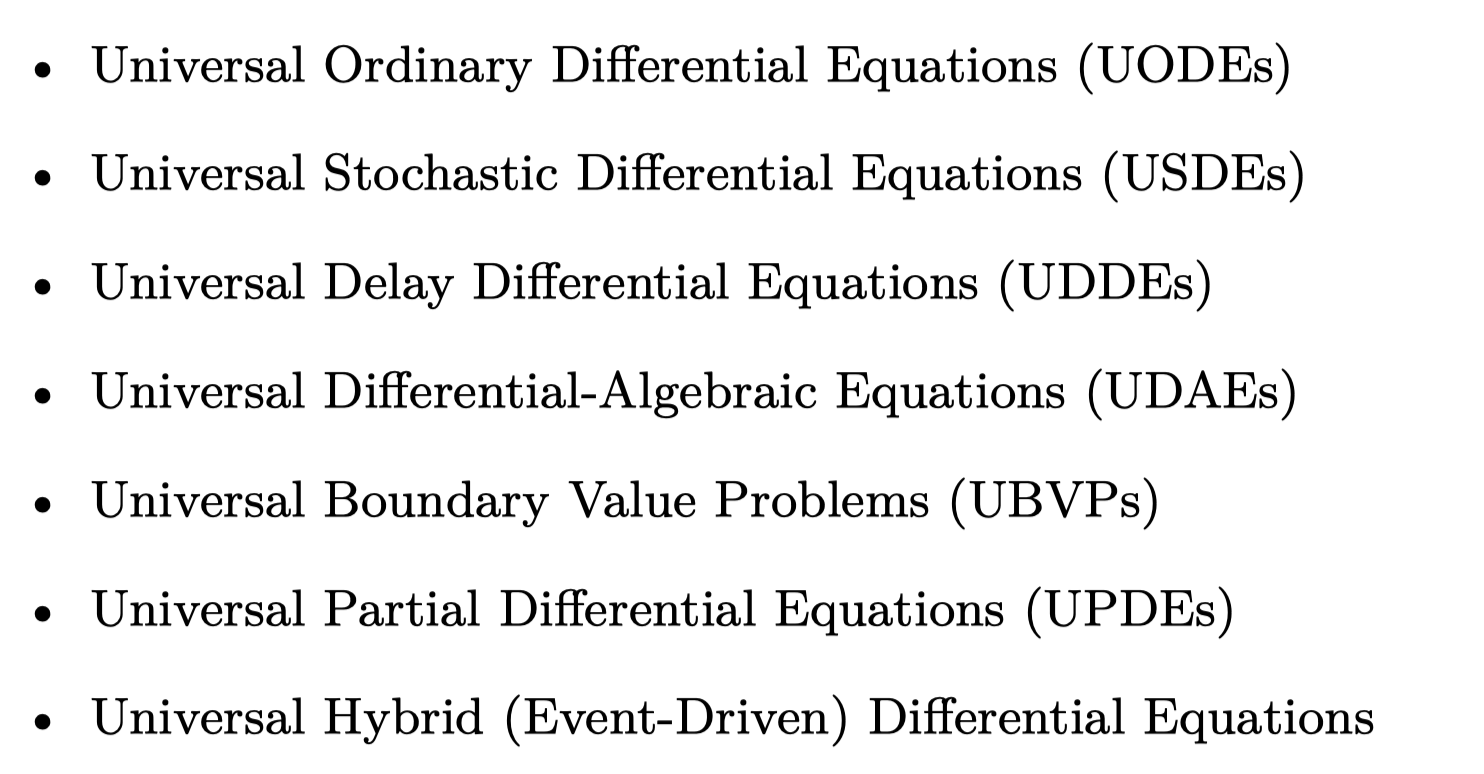 • Universal Ordinary Differential Equations (UODEs)
• Universal Stochastic Differential Equations (USDEs)
• Universal Delay Differential Equations (UDDEs)
• Universal Differential-Algebraic Equations (UDAEs)
• Universal Boundary Value Problems (UBVPs)
• Universal Partial Differential Equations (UPDEs)
• Universal Hybrid (Event-Driven) Differential Equations